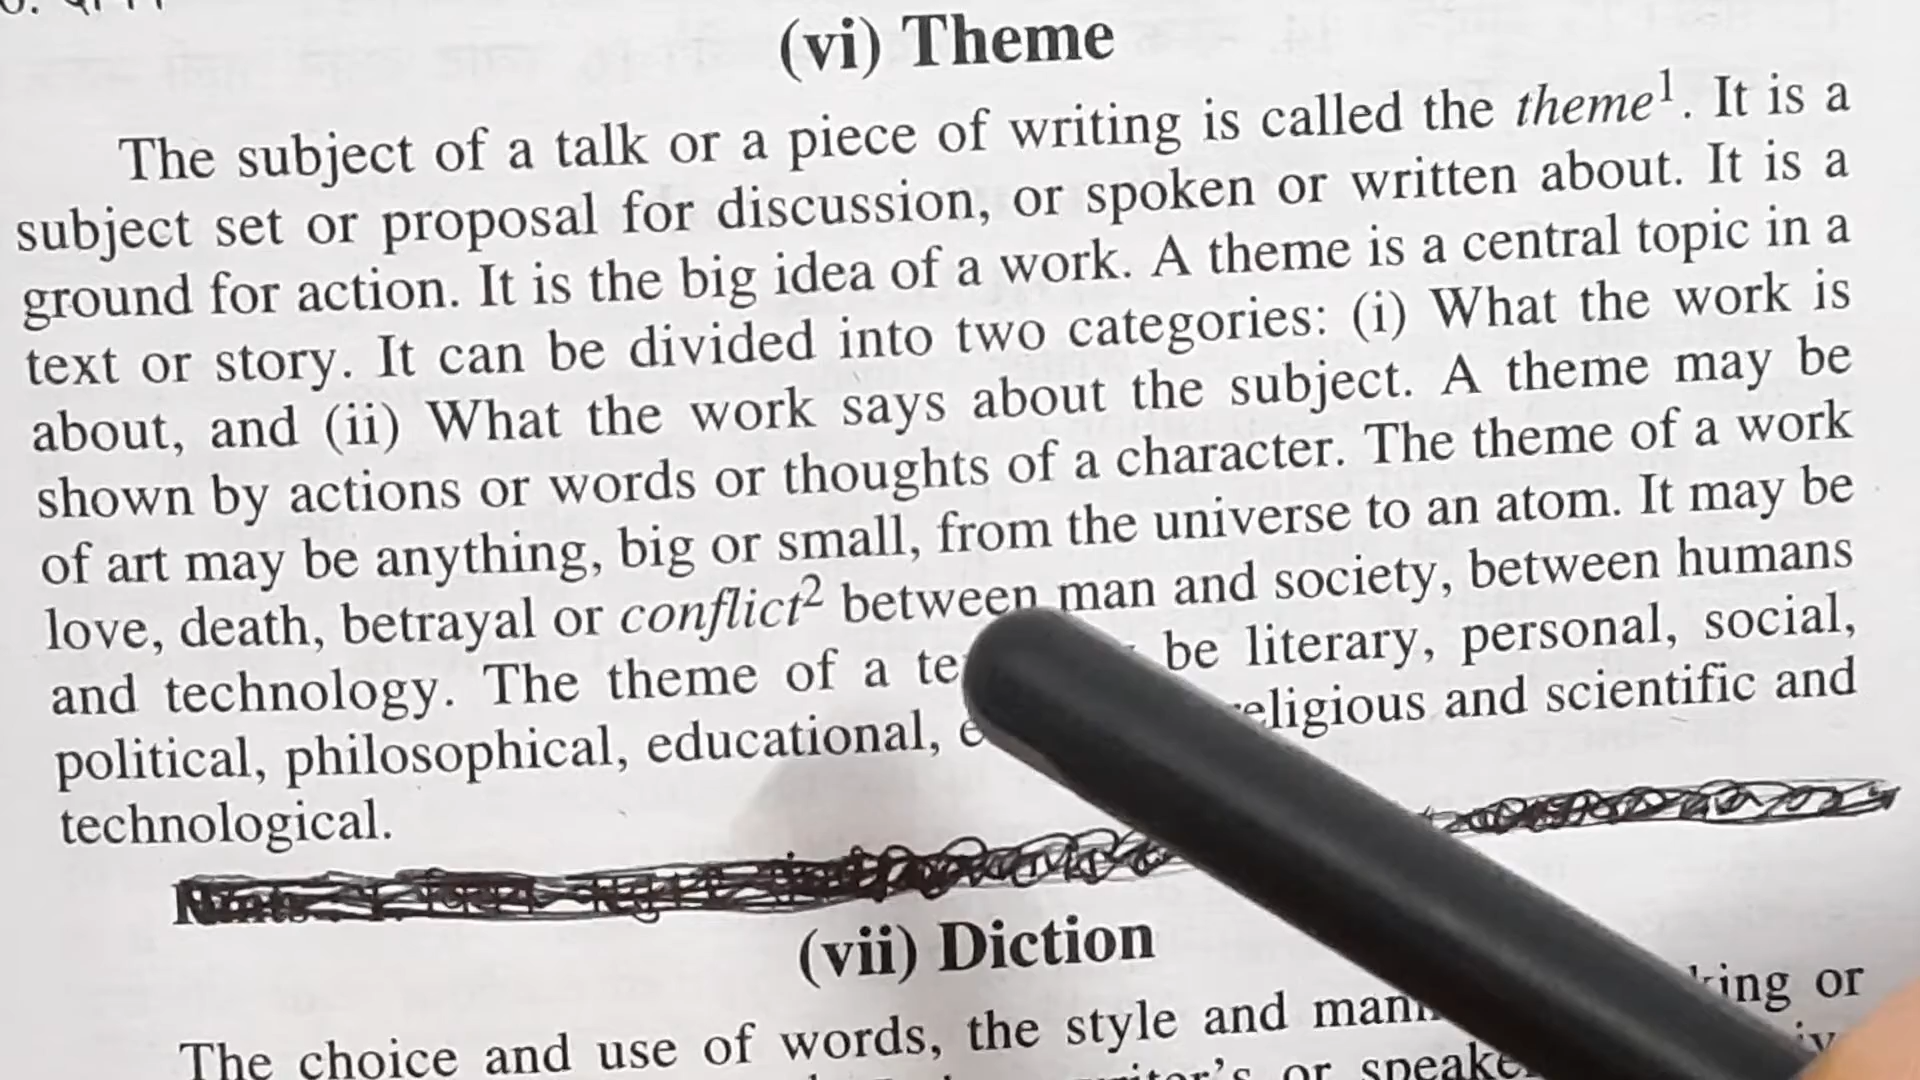 (vi) Theme
The subject of a talk or a piece of writing is called the theme¹. It is a
subject set or proposal for discussion, or spoken or written about. It is a
ground for action. It is the big idea of a work. A theme is a central topic in a
text or story. It can be divided into two categories: (i) What the work is
about, and (ii) What the work says about the subject. A theme may be
shown by actions or words or thoughts of a character. The theme of a work
of art may be anything, big or small, from the universe to an atom. It may be
love, death, betrayal or conflict² between man and society, between humans
and technology. The theme of a be literary, personal, social,
political, philosophical, educational, religious and scientific and
technological.
(vii) Diction
The choice and use of words, the style and or
or